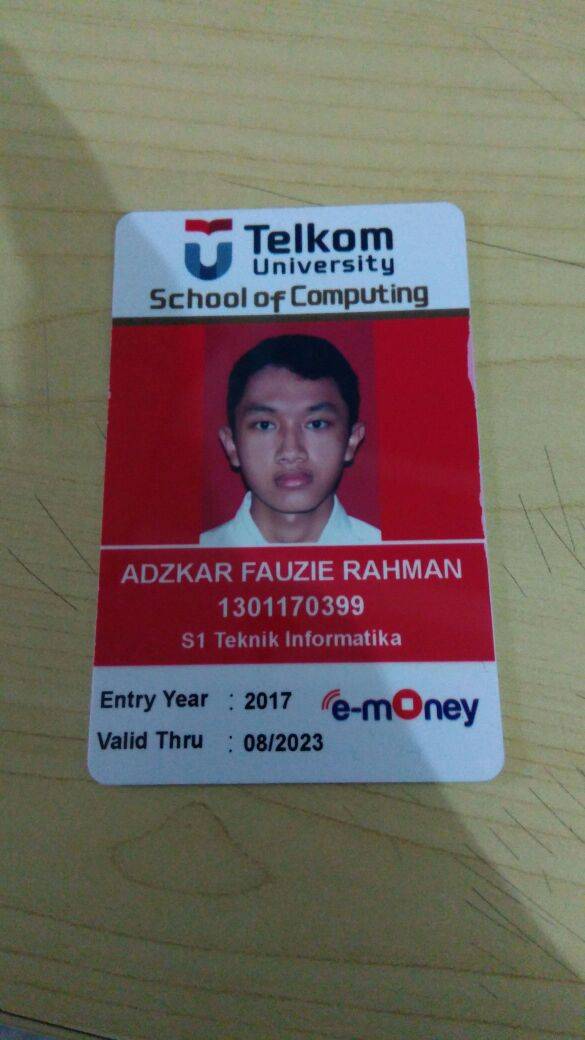 Telkom
University
School of Computing
ADZKAR FAUZIE RAHMAN
1301170399
S1 Teknik Informatika
Entry Year : 2017
e-money
Valid Thru : 08/2023